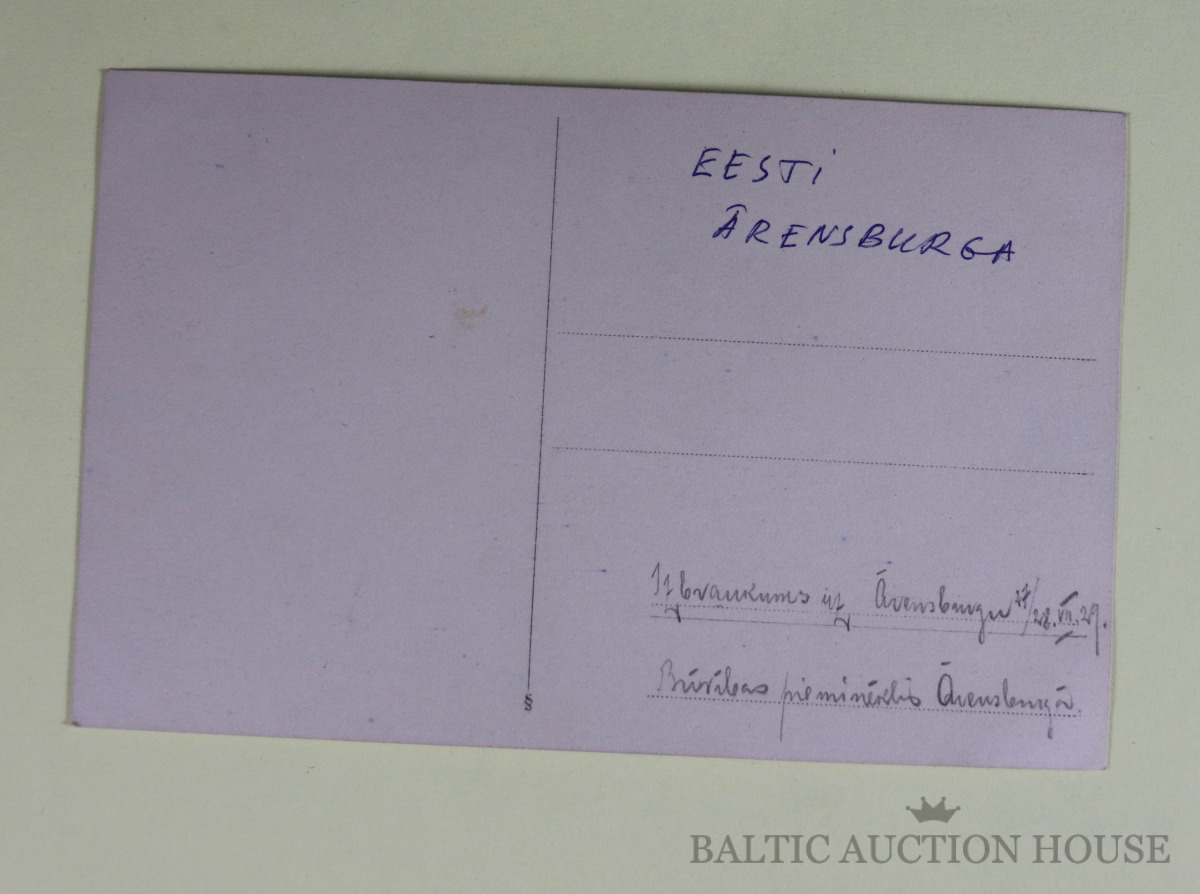 EESTI
ĀRENSBURGA
Izbraukums uz Ārensburgu 27/28.VII.29.
Brīvības piemineklis Ārensburgā.
§
BALTIC AUCTION HOUSE